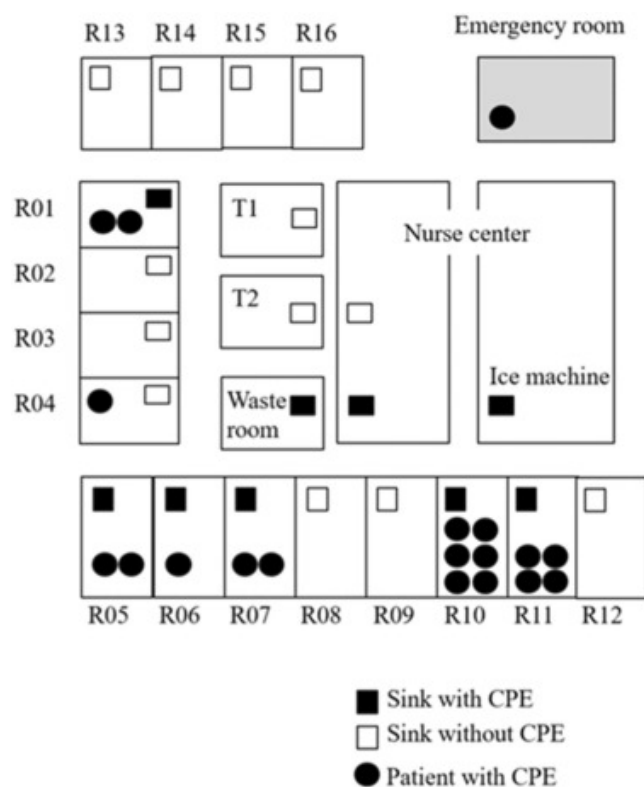 R13 R14 R15 R16
Emergency room
R01
T1
Nurse center
R02
T2
R03
R04
Waste
room
Ice machine
R05 R06 R07 R08 R09 R10 R11 R12
Sink with CPE
Sink without CPE
Patient with CPE